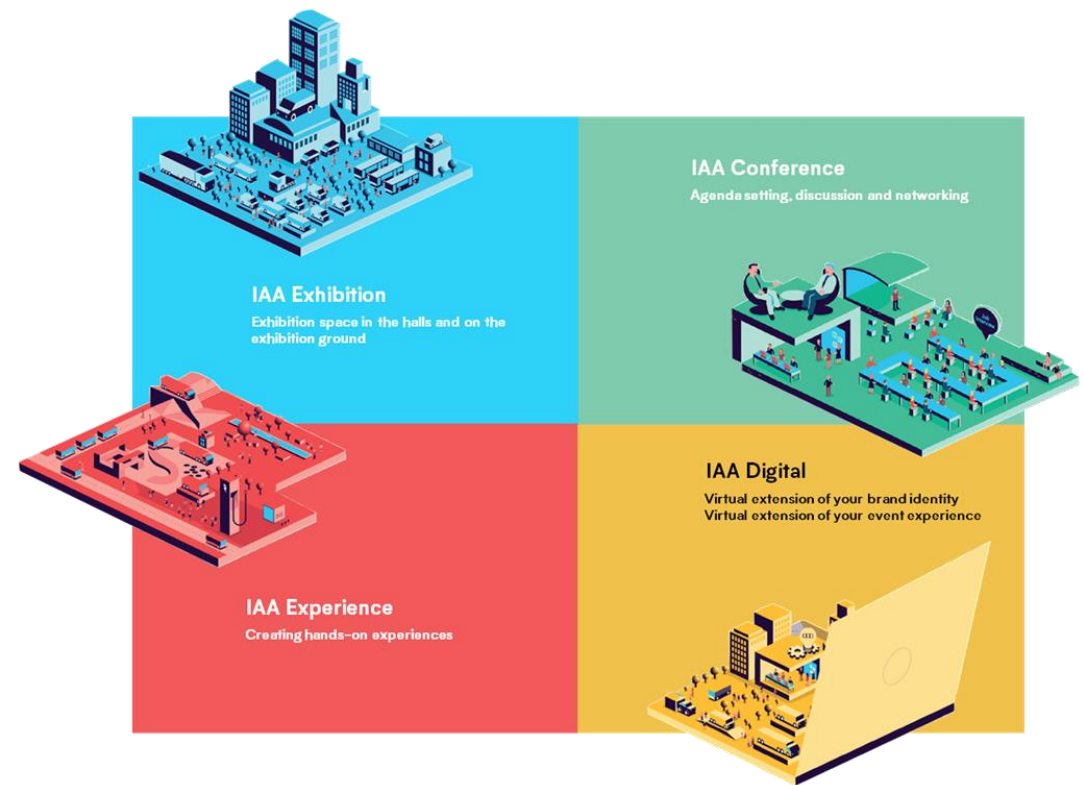 IAA Exhibition
Exhibition space in the halls and on the
exhibition ground
IAA Conference
Agenda setting, discussion and networking
IAA Experience
Creating hands-on experiences
IAA Digital
Virtual extension of your brand identity
Virtual extension of your event experience